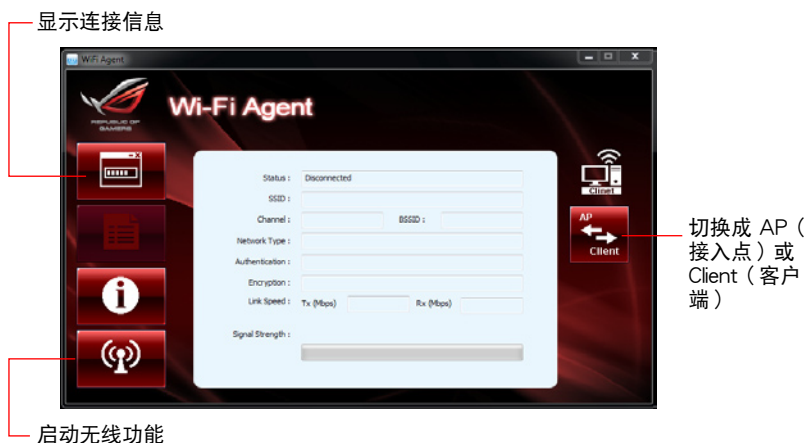 显示连接信息
WiFi Agent
REPUBLIC OF
GAMERS
Wi-Fi Agent
Status : Disconnected
SSID :
Channel : BSSID :
Network Type :
Authentication :
Encryption :
Link Speed : Tx (Mbps) Rx (Mbps)
Signal Strength :
Clinet
AP
Client
切换成 AP（
接入点）或
Client（客户
端）
启动无线功能